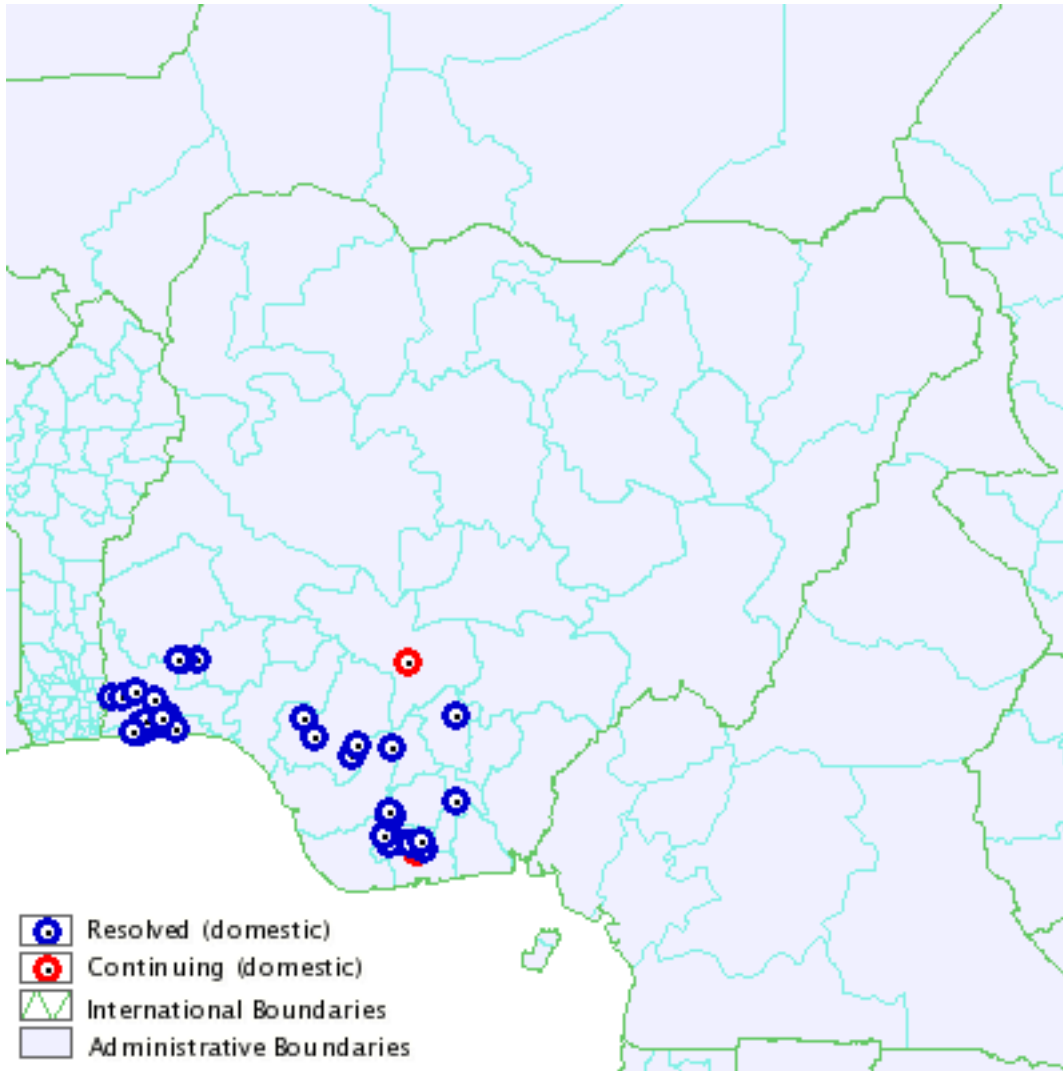 Resolved (domestic)
Continuing (domestic)
International Boundaries
Administrative Boundaries